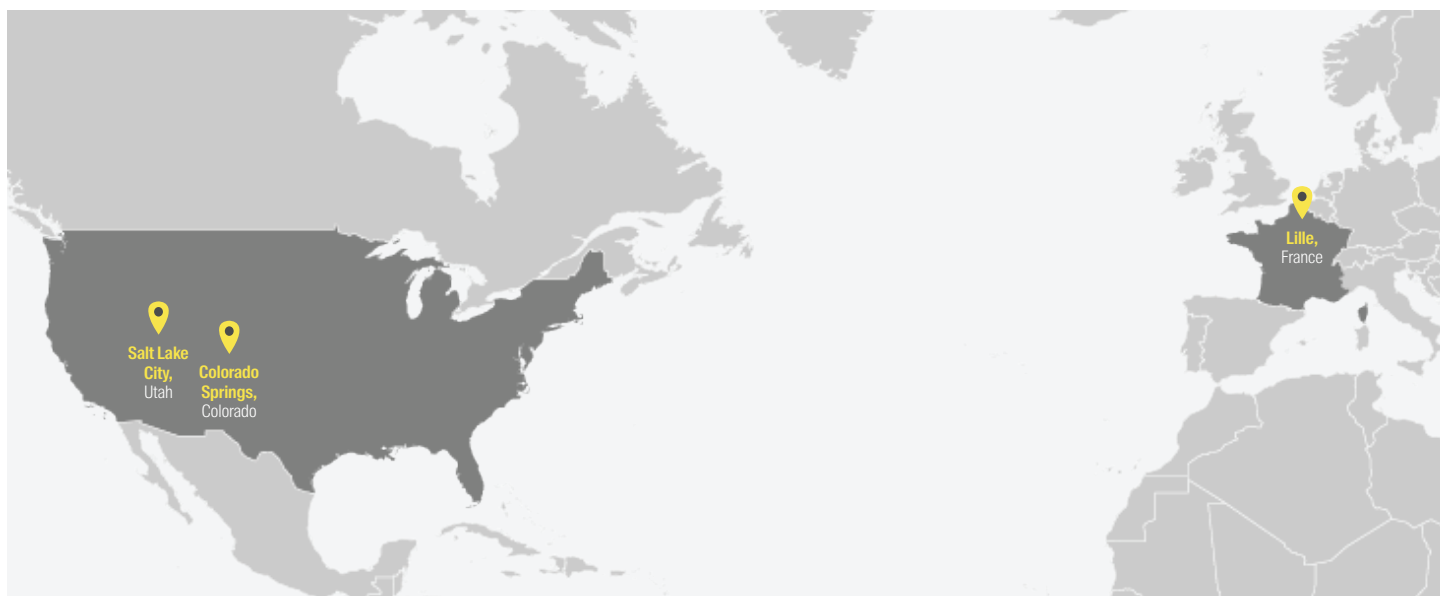 Salt Lake
City,
Utah
Colorado
Springs,
Colorado
Lille,
France